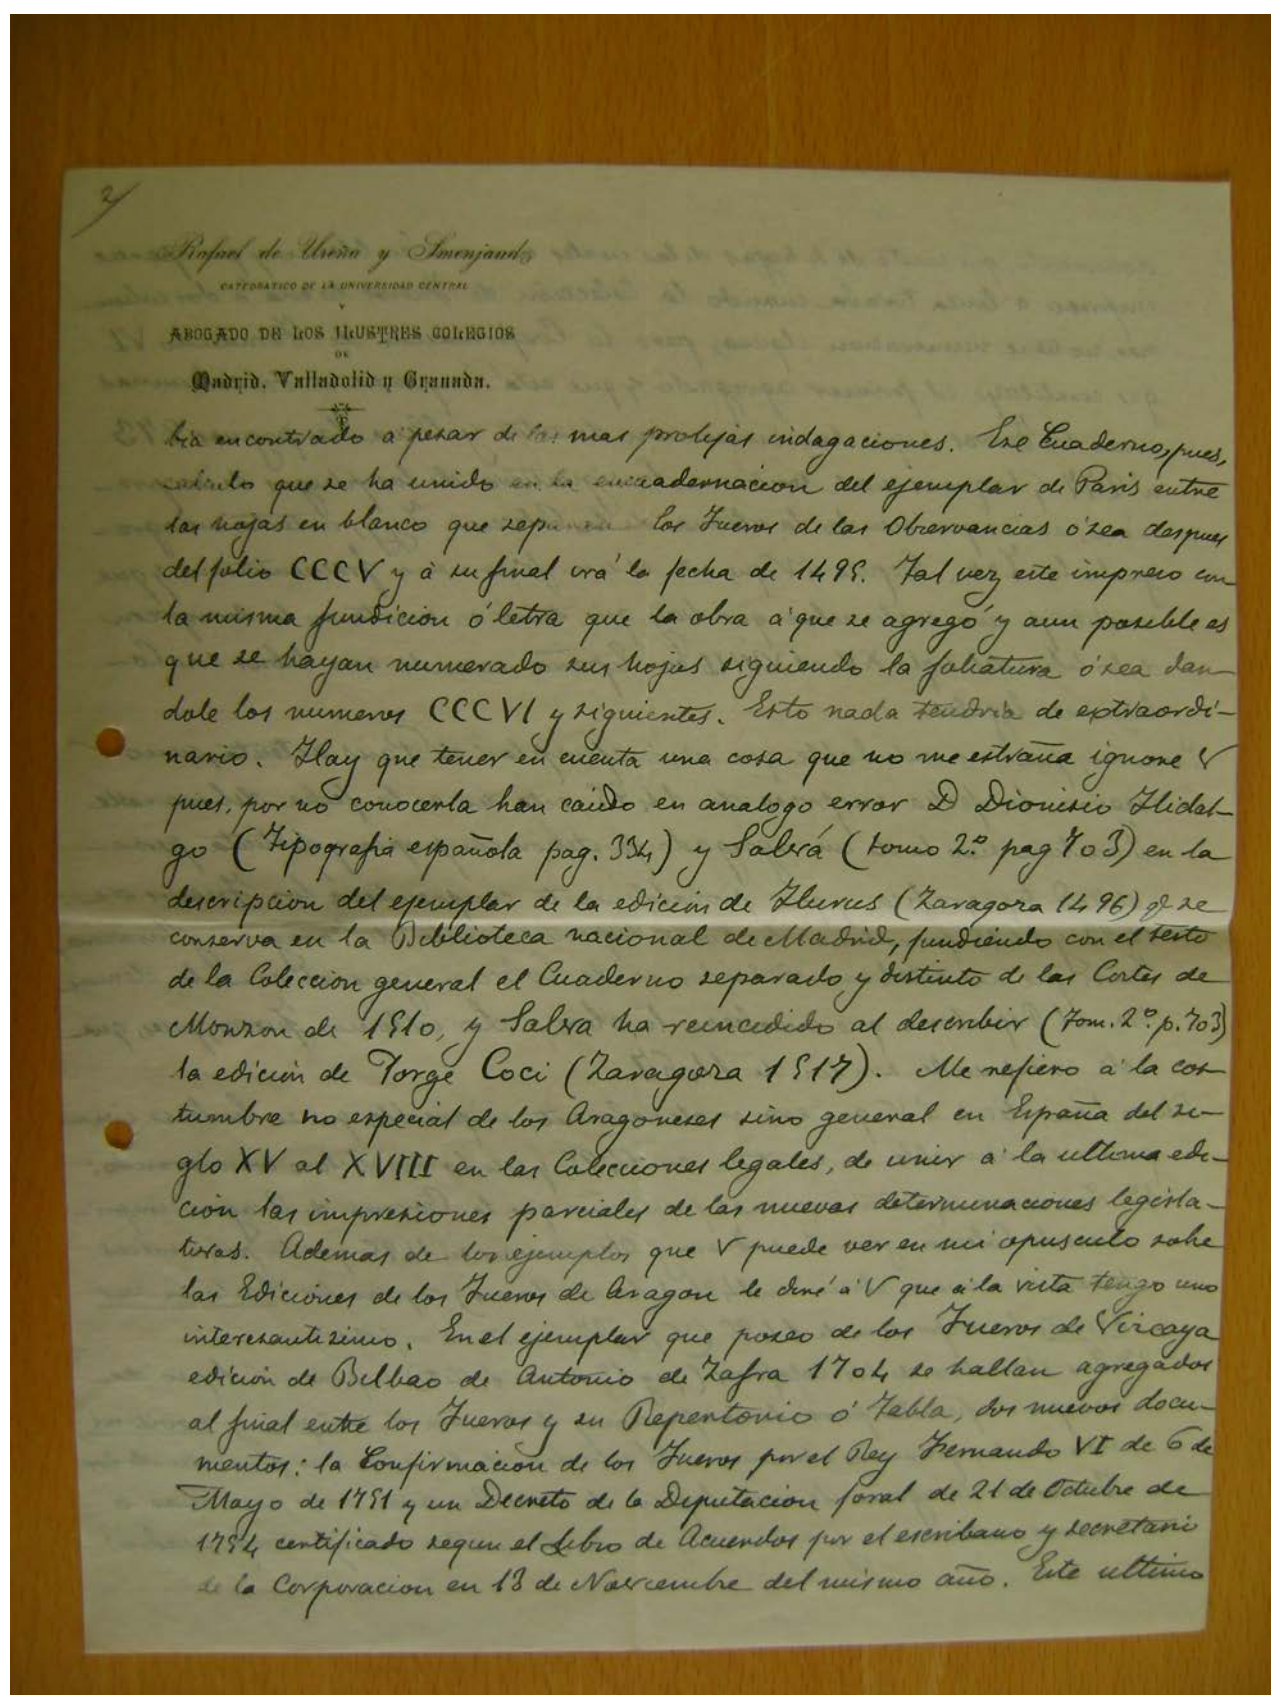 2/
Rafael de Ureña y Smenjaud
CATEDRÁTICO DE LA UNIVERSIDAD CENTRAL
Y
ABOGADO DE LOS ILUSTRES COLEGIOS
DE
Madrid, Valladolid y Granada.
bia encontrado á pesar de las mas prolijas indagaciones. Ese Cuaderno, pues,
calculo que se ha unido en la encuadernacion del ejemplar de Paris entre
las hojas en blanco que separan los Fueros de las Observancias ó sea despues
del folio CCCV y á su final irá la fecha de 1495. Tal vez este impreso con
la misma fundicion ó letra que la obra á que se agregó y aun posible es
que se hayan numerado sus hojas siguiendo la foliatura ó sea dan-
dole los numeros CCCVI y siguientes. Esto nada tendria de extraordi-
nario. Hay que tener en cuenta una cosa que no me estraña ignore V
pues, por no conocerla han caido en analogo error D Dionisio Hidal-
go (Tipografia española pag. 334) y Salvá (tomo 2.º pag 703) en la
descripcion del ejemplar de la edición de Hurus (Zaragoza 1496) q. se
conserva en la Biblioteca nacional de Madrid, fundiendo con el testo
de la Coleccion general el Cuaderno separado y distinto de las Cortes de
Monzon de 1510, y Salva ha reincidido al describir (tom. 2.º p. 703)
la edición de Jorge Coci (Zaragoza 1517). Me refiero á la cos-
tumbre no especial de los Aragoneses sino general en España del si-
glo XV al XVIII en las Colecciones legales, de unir á la ultima edi-
ción las impresiones parciales de las nuevas determinaciones legisla-
tivas. Ademas de los ejemplos que V puede ver en mi opusculo sobre
las Ediciones de los Fueros de Aragon le diré á V que á la vista tengo uno
interesantisimo. En el ejemplar que poseo de los Fueros de Vizcaya
edición de Bilbao de Antonio de Zafra 1704 se hallan agregados
al final entre los Fueros y su Repertorio ó Tabla, dos nuevos docu-
mentos: la Confirmación de los Fueros por el Rey Fernando VI de 6 de
Mayo de 1751 y un Decreto de la Deputacion foral de 21 de Octubre de
1754 certificado segun el Libro de Acuerdos por el escribano y secretario
de la Corporacion en 13 de Noviembre del mismo año. Este ultimo